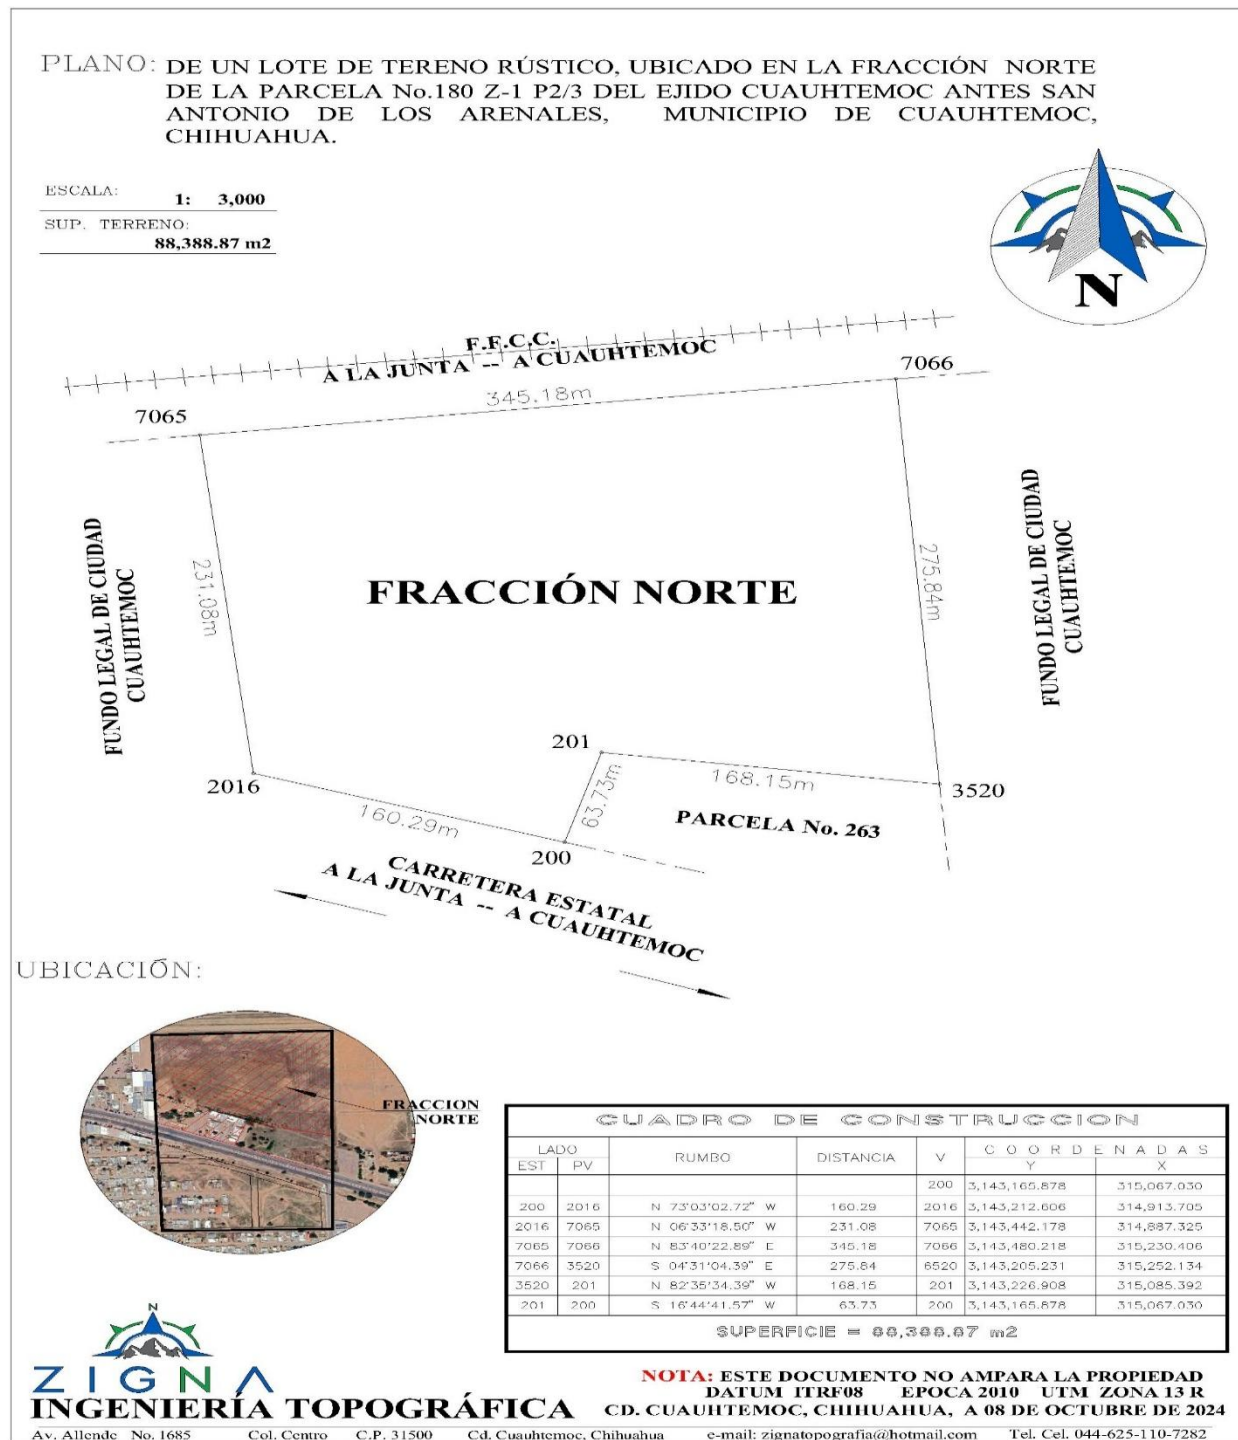 PLANO: DE UN LOTE DE TERENO RÚSTICO, UBICADO EN LA FRACCIÓN NORTE
DE LA PARCELA No.180 Z-1 P2/3 DEL EJIDO CUAUHTEMOC ANTES SAN
ANTONIO DE LOS ARENALES, MUNICIPIO DE CUAUHTEMOC,
CHIHUAHUA.
ESCALA: 1: 3,000
SUP. TERRENO:
88,388.87 m2
N
F.F.C.C.
A LA JUNTA -- A CUAUHTEMOC
7066
345.18m
7065
FUNDO LEGAL DE CIUDAD
CUAUHTEMOC
231.08m
FRACCIÓN NORTE
275.84m
FUNDO LEGAL DE CIUDAD
CUAUHTEMOC
201
2016
168.15m
3520
63.73m
160.29m
PARCELA No. 263
200
CARRETERA ESTATAL
A LA JUNTA -- A CUAUHTEMOC
UBICACIÓN:
FRACCION
NORTE
CUADRO DE CONSTRUCCION
LADO RUMBO DISTANCIA V COORDENADAS
EST PV Y X
200 3,143,165.878 315,067.030
200 2016 N 73°03'02.72" W 160.29 2016 3,143,212.606 314,913.705
2016 7065 N 06°33'18.50" W 231.08 7065 3,143,442.178 314,887.325
7065 7066 N 83°40'22.89" E 345.18 7066 3,143,480.218 315,230.406
7066 3520 S 04°31'04.39" E 275.84 6520 3,143,205.231 315,252.134
3520 201 N 82°35'34.39" W 168.15 201 3,143,226.908 315,085.392
201 200 S 16°44'41.57" W 63.73 200 3,143,165.878 315,067.030
SUPERFICIE = 88,388.87 m2
N
ZIGNA
INGENIERÍA TOPOGRÁFICA
NOTA: ESTE DOCUMENTO NO AMPARA LA PROPIEDAD
DATUM ITRF08 EPOCA 2010 UTM ZONA 13 R
CD. CUAUHTEMOC, CHIHUAHUA, A 08 DE OCTUBRE DE 2024
Av. Allende No. 1685 Col. Centro C.P. 31500 Cd. Cuauhtemoc, Chihuahua e-mail: zignatopografia@hotmail.com Tel. Cel. 044-625-110-7282